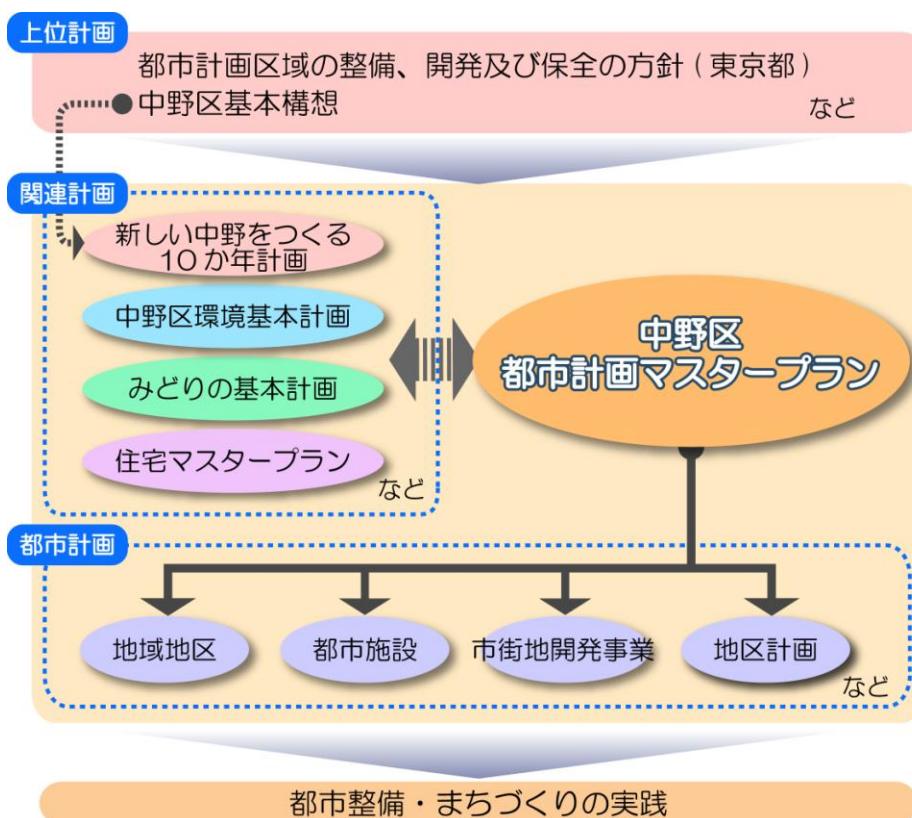 上位計画
都市計画区域の整備、開発及び保全の方針(東京都)
中野区基本構想
など
関連計画
新しい中野をつくる
10か年計画
中野区環境基本計画
みどりの基本計画
住宅マスタープラン
など
中野区
都市計画マスタープラン
都市計画
地域地区
都市施設
市街地開発事業
地区計画
など
都市整備・まちづくりの実践